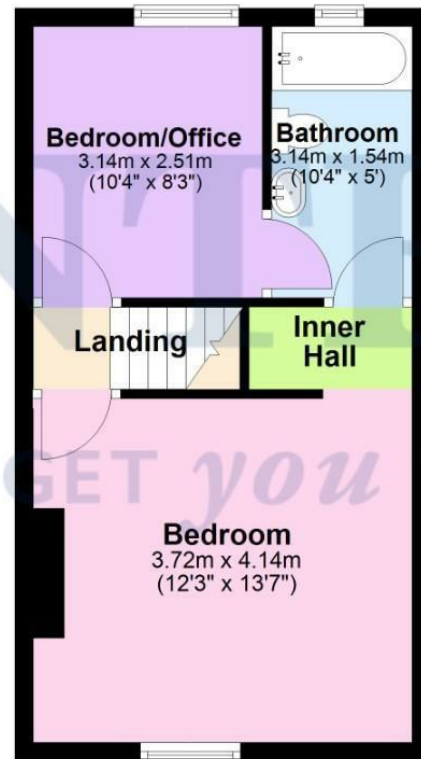 Bedroom/Office
3.14m x 2.51m
(10'4" x 8'3")
Bathroom
3.14m x 1.54m
(10'4" x 5')
Landing
Inner
Hall
GET you
Bedroom
3.72m x 4.14m
(12'3" x 13'7")